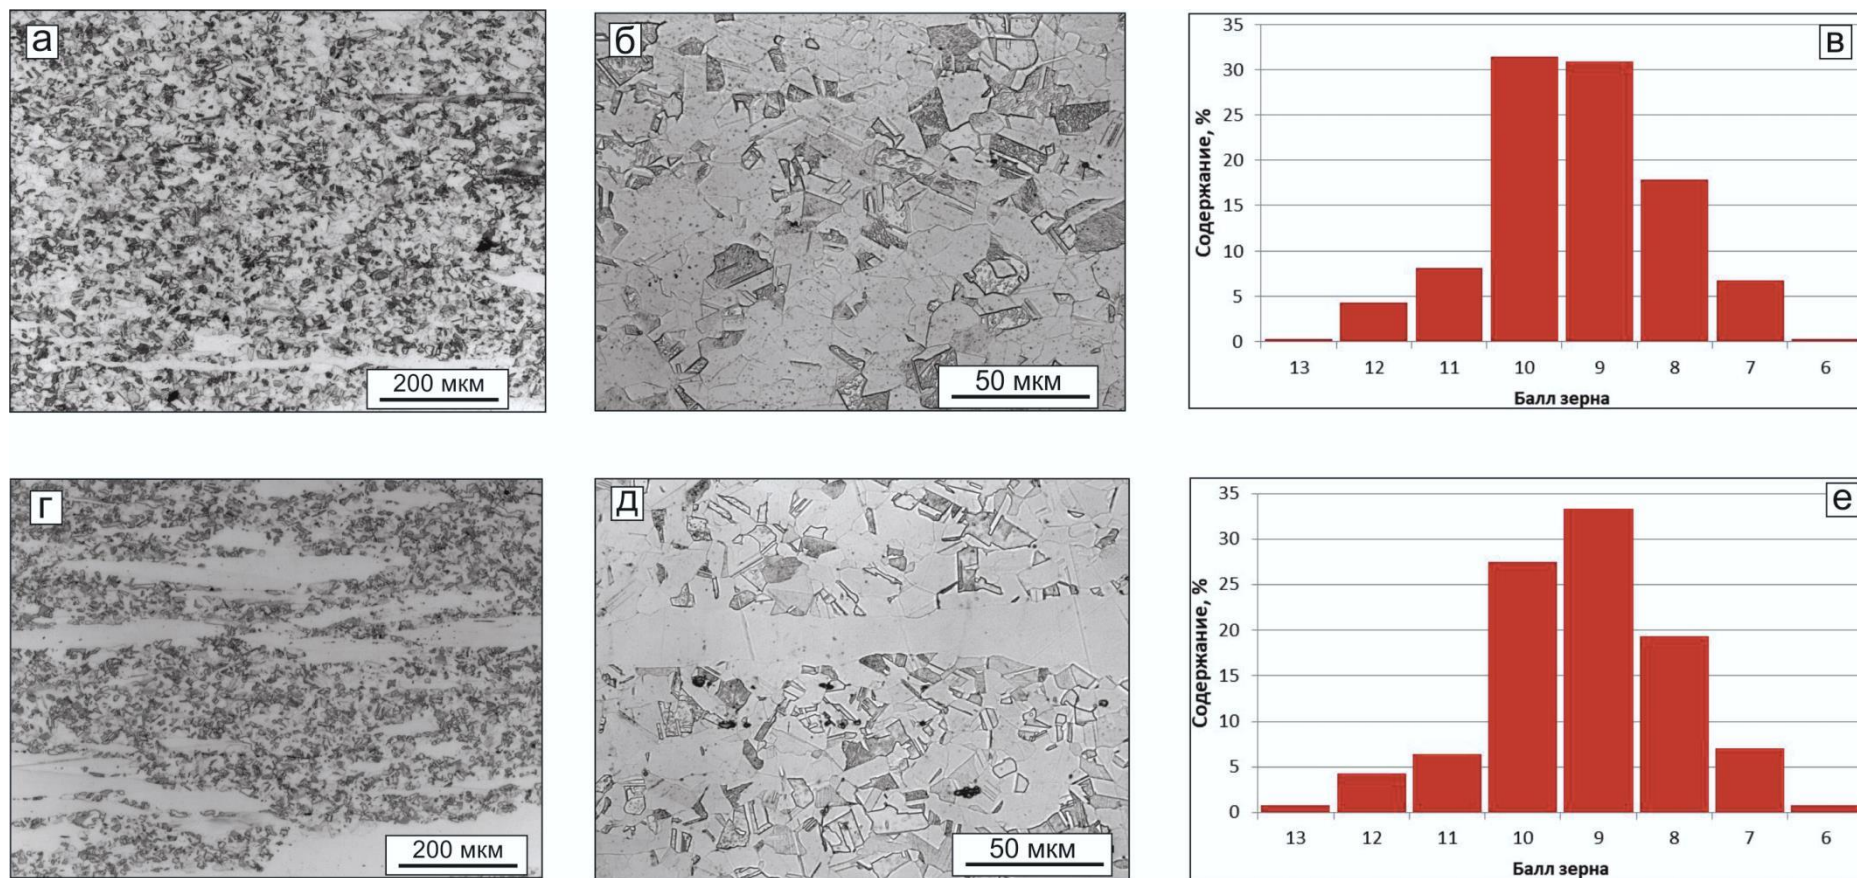 а
200 мкм
б
50 мкм
в
Содержание, %
35
30
25
20
15
10
5
0
13 12 11 10 9 8 7 6
Балл зерна
г
200 мкм
д
50 мкм
е
Содержание, %
35
30
25
20
15
10
5
0
13 12 11 10 9 8 7 6
Балл зерна